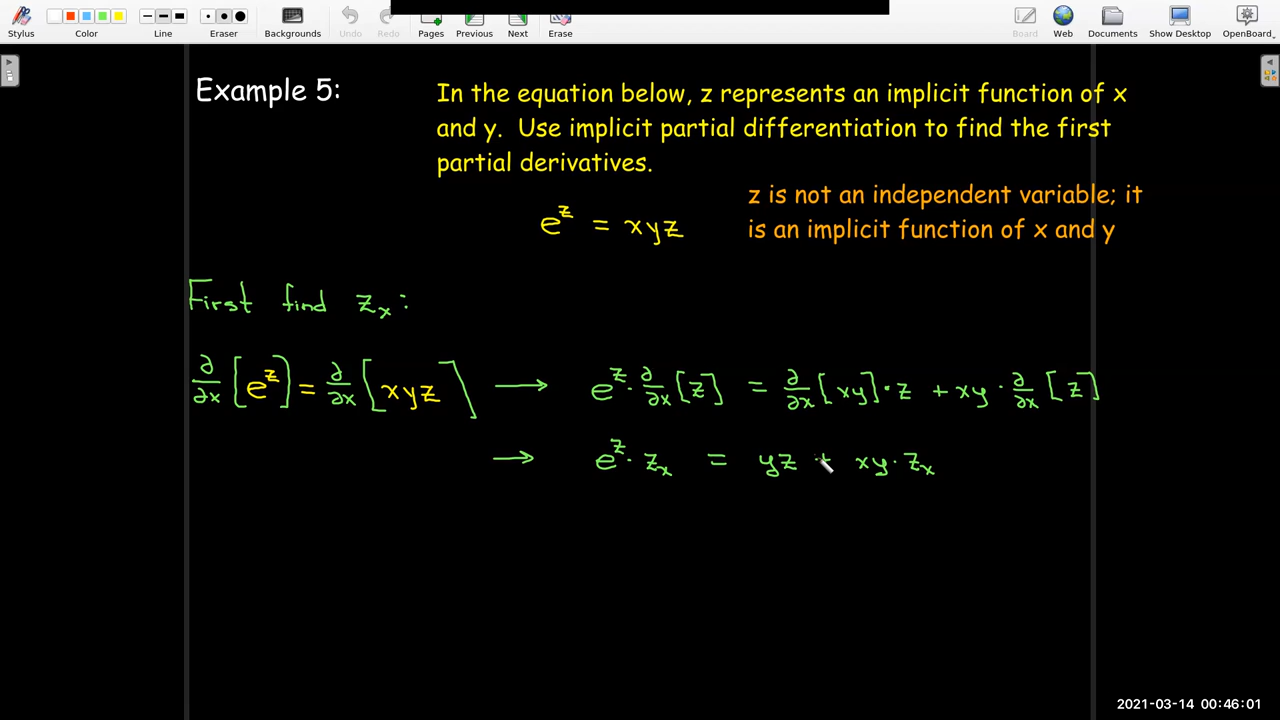 Stylus Color Line Eraser Backgrounds Undo Redo Pages Previous Next Erase Board Web Documents Show Desktop OpenBoard
Example 5:
In the equation below, z represents an implicit function of x
and y. Use implicit partial differentiation to find the first
partial derivatives.
z is not an independent variable; it
is an implicit function of x and y
e^z = xyz
First find z_x:
∂/∂x [e^z] = ∂/∂x [xyz] → e^z · ∂/∂x [z] = ∂/∂x [xy] · z + xy · ∂/∂x [z]
→ e^z · z_x = yz + xy · z_x
2021-03-14 00:46:01